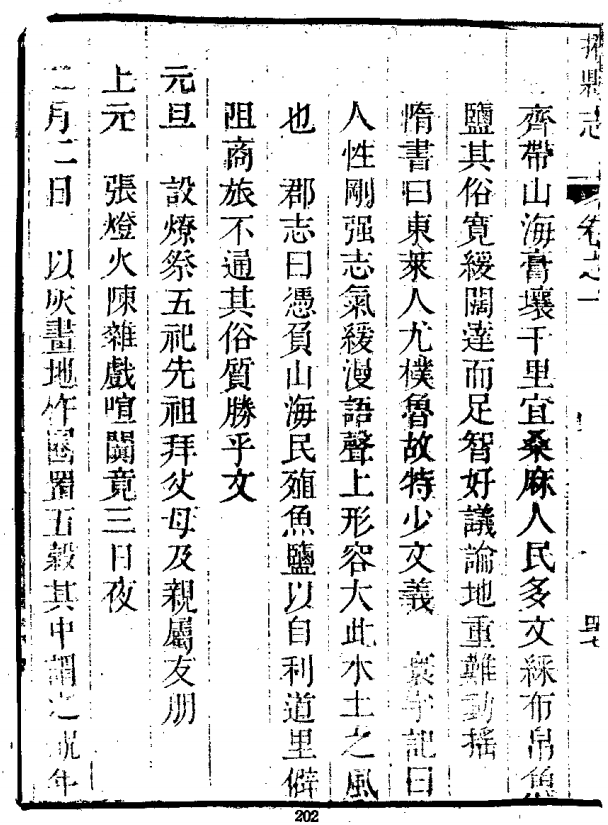 掖縣志 卷之一
齊帶山海膏壤千里宜桑麻人民多文綵布帛魚
鹽其俗寛緩闊達而足智好議論地重難動搖
惰書曰東萊人尤樸魯故特少文義 寰宇記曰
人性剛强志氣緩漫語聲上形容大此水土之風
也 郡志曰憑負山海民殖魚鹽以自利道里僻
阻商旅不通其俗質勝乎文
元旦 設燎祭五祀先祖拜父母及親屬友朋
上元 張燈火陳雜戲喧闐竟三日夜
二月二日 以灰畫地作囷置五穀其中謂之
202